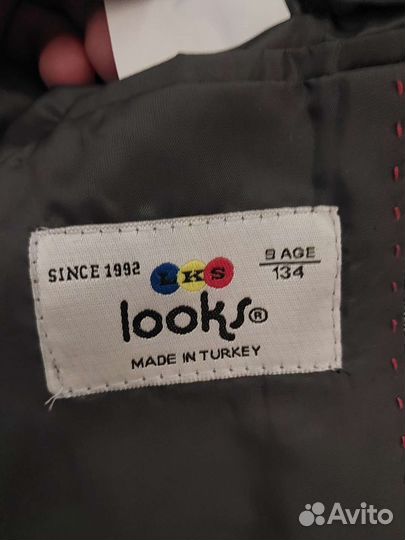 SINCE 1992
LKS
9 AGE
134
looks®
MADE IN TURKEY
Avito